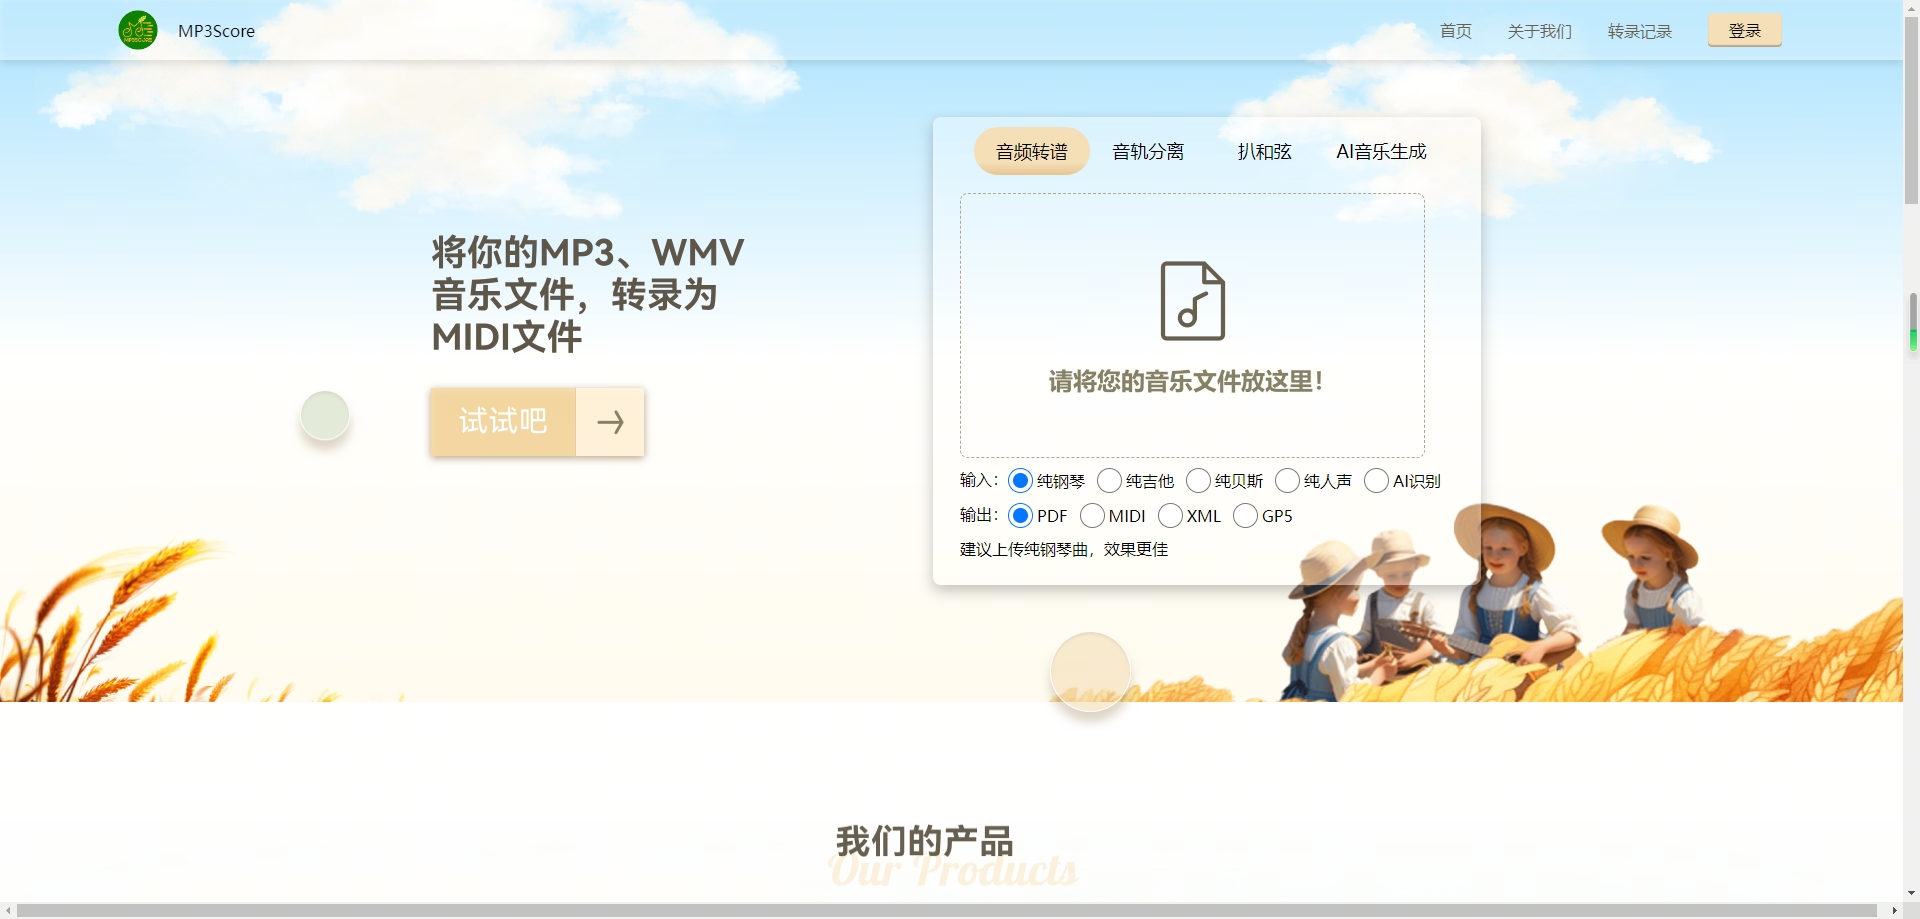 MP3Score
首页
关于我们
转录记录
登录
音频转谱
音轨分离
扒和弦
AI音乐生成
将你的MP3、WMV
音乐文件，转录为
MIDI文件
试试吧
请将您的音乐文件放这里！
输入： 纯钢琴 纯吉他 纯贝斯 纯人声 AI识别
输出： PDF MIDI XML GP5
建议上传纯钢琴曲，效果更佳
我们的产品
Our Products